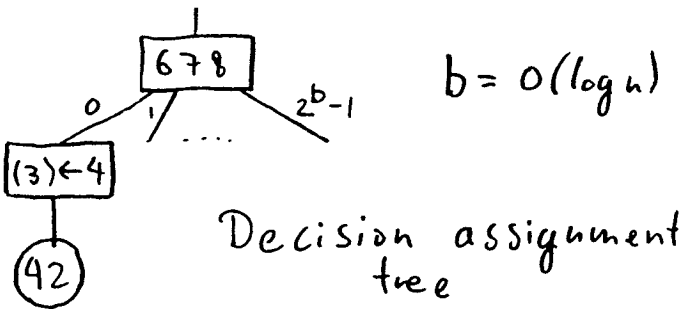 678
b = O(log n)
0
1
2^b-1
....
(3)←4
42
Decision assignment
tree